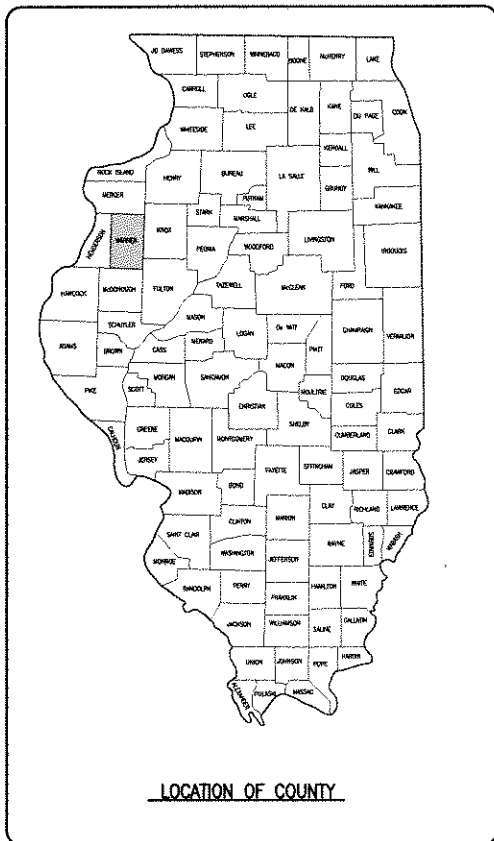 JO DAVIESS STEPHENSON WINNEBAGO BOONE McHENRY LAKE
CARROLL OGLE DE KALB KANE COOK
DU PAGE
WHITESIDE LEE
KENDALL
ROCK ISLAND HENRY BUREAU LA SALLE WILL
MERCER PUTNAM GRUNDY
KANKAKEE
STARK MARSHALL
HENDERSON WARREN KNOX PEORIA WOODFORD LIVINGSTON IROQUOIS
HANCOCK McDONOUGH FULTON TAZEWELL McCLEAN FORD
MASON
SCHUYLER LOGAN De WITT CHAMPAIGN VERMILION
ADAMS BROWN CASS MENARD PIATT
MACON
PIKE SCOTT MORGAN SANGAMON DOUGLAS EDGAR
MOULTRIE
CHRISTIAN COLES
CALHOUN GREENE MACOUPIN MONTGOMERY SHELBY CUMBERLAND CLARK
JERSEY FAYETTE EFFINGHAM JASPER CRAWFORD
MADISON BOND
CLAY RICHLAND LAWRENCE
CLINTON MARION
SAINT CLAIR WAYNE EDWARDS WABASH
WASHINGTON JEFFERSON
MONROE
RANDOLPH PERRY HAMILTON WHITE
FRANKLIN
JACKSON WILLIAMSON SALINE GALLATIN
UNION JOHNSON POPE HARDIN
ALEXANDER PULASKI MASSAC
LOCATION OF COUNTY